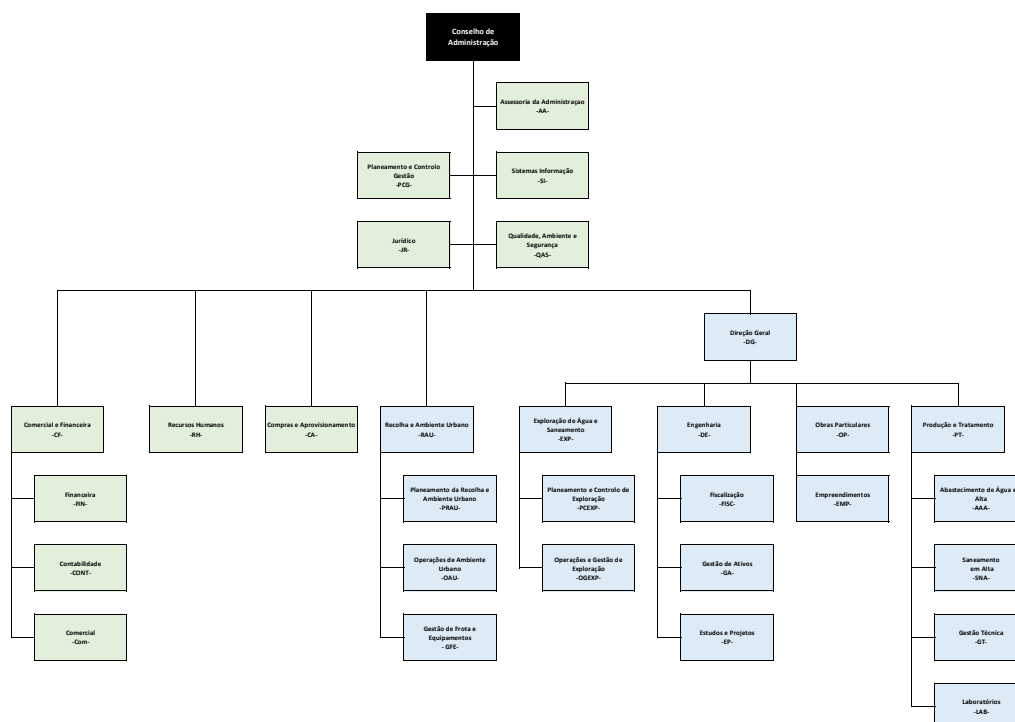 Conselho de
Administração
Assessoria da Administraçao
-AA-
Planeamento e Controlo
Gestão
-PCG-
Sistemas Informação
-SI-
Jurídico
-JR-
Qualidade, Ambiente e
Segurança
-QAS-
Direção Geral
-DG-
Comercial e Financeira
-CF-
Recursos Humanos
-RH-
Compras e Aprovisionamento
-CA-
Recolha e Ambiente Urbano
-RAU-
Exploração de Água e
Saneamento
-EXP-
Engenharia
-DE-
Obras Particulares
-OP-
Produção e Tratamento
-PT-
Financeira
-FIN-
Planeamento da Recolha e
Ambiente Urbano
-PRAU-
Planeamento e Controlo de
Exploração
-PCEXP-
Fiscalização
-FISC-
Empreendimentos
-EMP-
Abastecimento de Água e
Alta
-AAA-
Contabilidade
-CONT-
Operações de Ambiente
Urbano
-OAU-
Operações e Gestão de
Exploração
-OGEXP-
Gestão de Ativos
-GA-
Saneamento
em Alta
-SNA-
Comercial
-Com-
Gestão de Frota e
Equipamentos
- GFE-
Estudos e Projetos
-EP-
Gestão Técnica
-GT-
Laboratórios
-LAB-